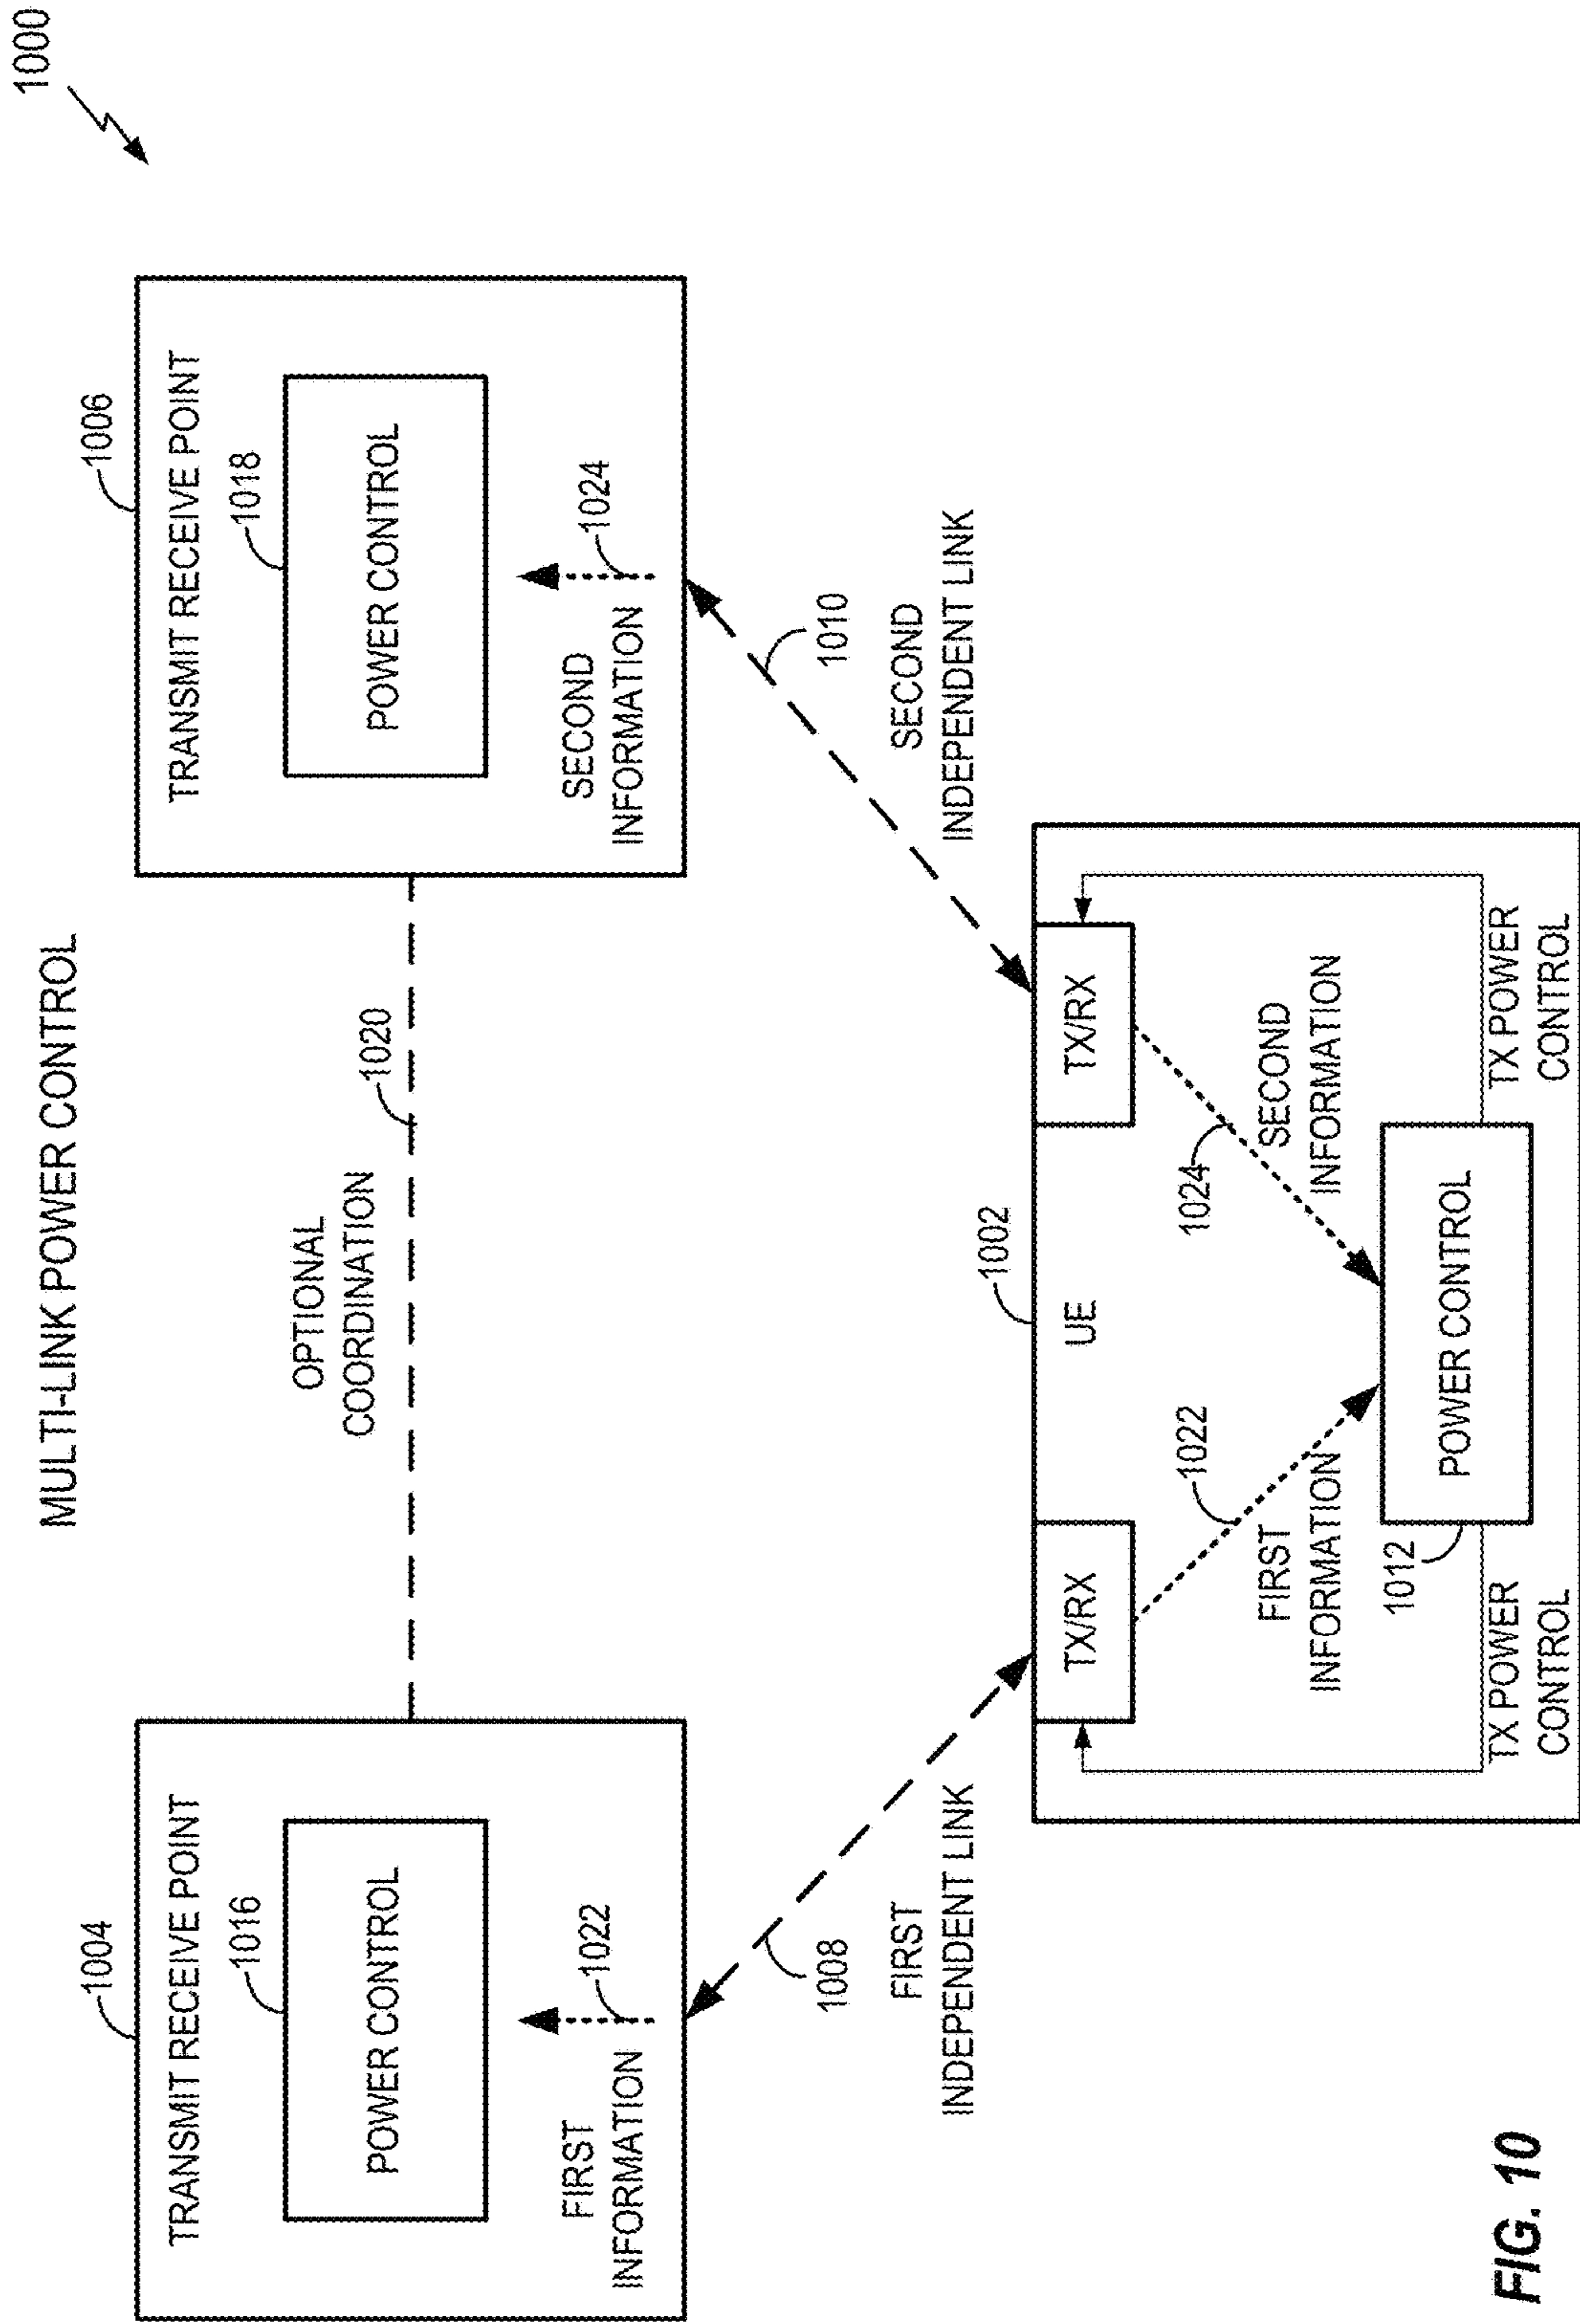 1000
MULTI-LINK POWER CONTROL
1004
TRANSMIT RECEIVE POINT
1016
POWER CONTROL
FIRST
INFORMATION
1022
OPTIONAL
COORDINATION
1020
1006
TRANSMIT RECEIVE POINT
1018
POWER CONTROL
SECOND
INFORMATION
1024
1008
FIRST
INDEPENDENT LINK
1010
SECOND
INDEPENDENT LINK
1002
UE
TX/RX
TX/RX
1022
FIRST
INFORMATION
1024
SECOND
INFORMATION
1012
POWER CONTROL
TX POWER
CONTROL
TX POWER
CONTROL
FIG. 10